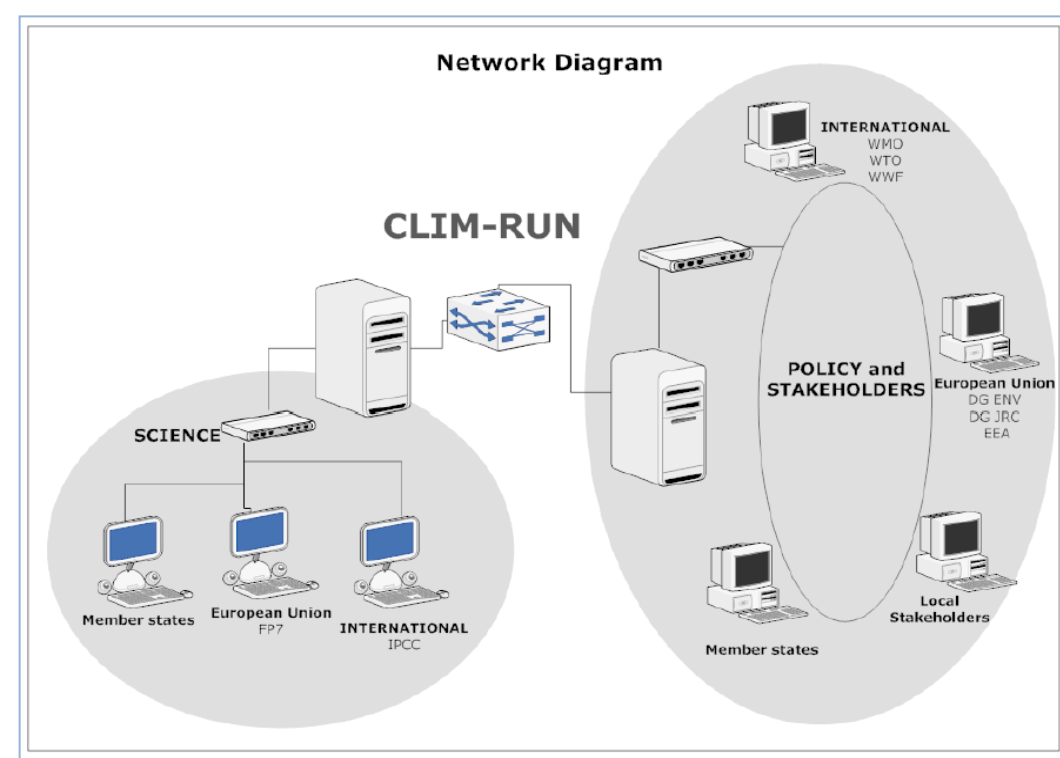 Network Diagram
CLIM-RUN
SCIENCE
Member states
European Union
FP7
INTERNATIONAL
IPCC
INTERNATIONAL
WMO
WTO
WWF
POLICY and
STAKEHOLDERS
European Union
DG ENV
DG JRC
EEA
Local
Stakeholders
Member states